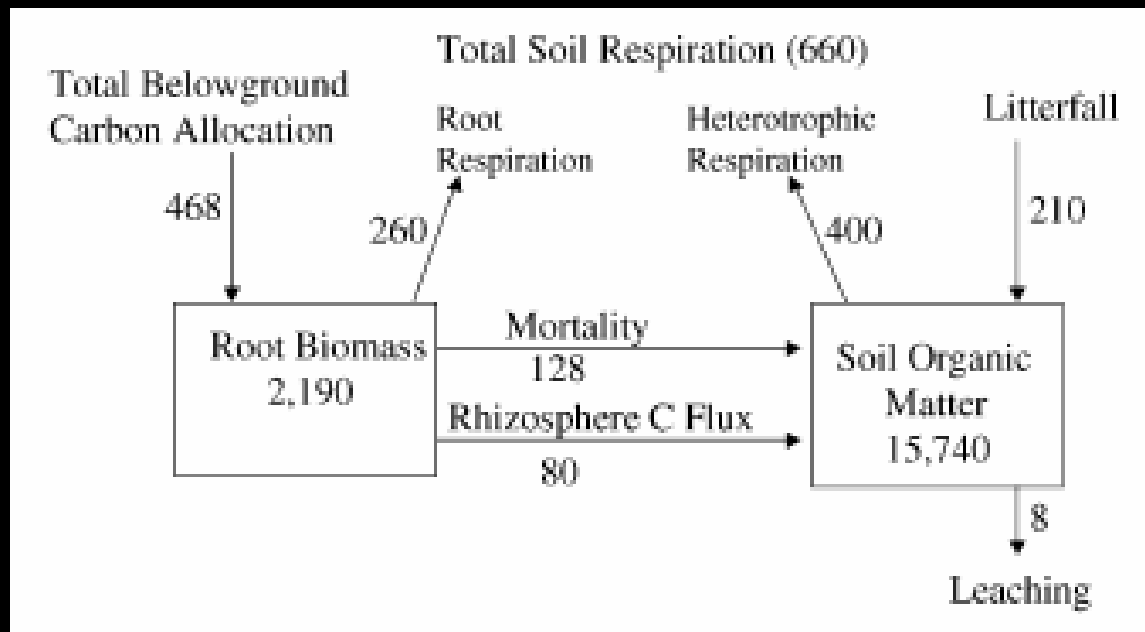 Total Soil Respiration (660)
Total Belowground
Carbon Allocation
Root
Respiration
Heterotrophic
Respiration
Litterfall
468
260
400
210
Root Biomass
2,190
Mortality
128
Rhizosphere C Flux
80
Soil Organic
Matter
15,740
8
Leaching